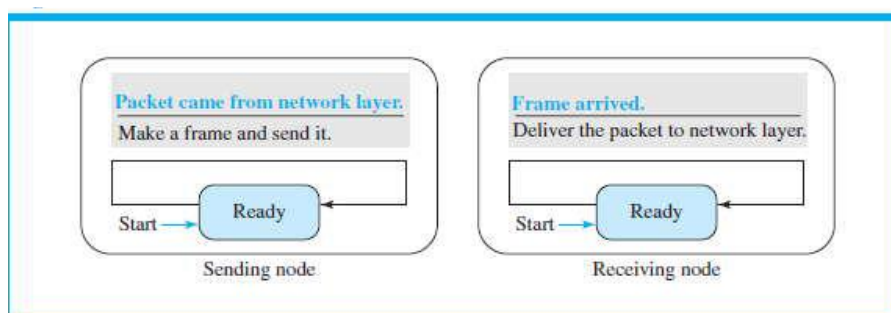 Packet came from network layer.
Make a frame and send it.
Start
Ready
Sending node
Frame arrived.
Deliver the packet to network layer.
Start
Ready
Receiving node